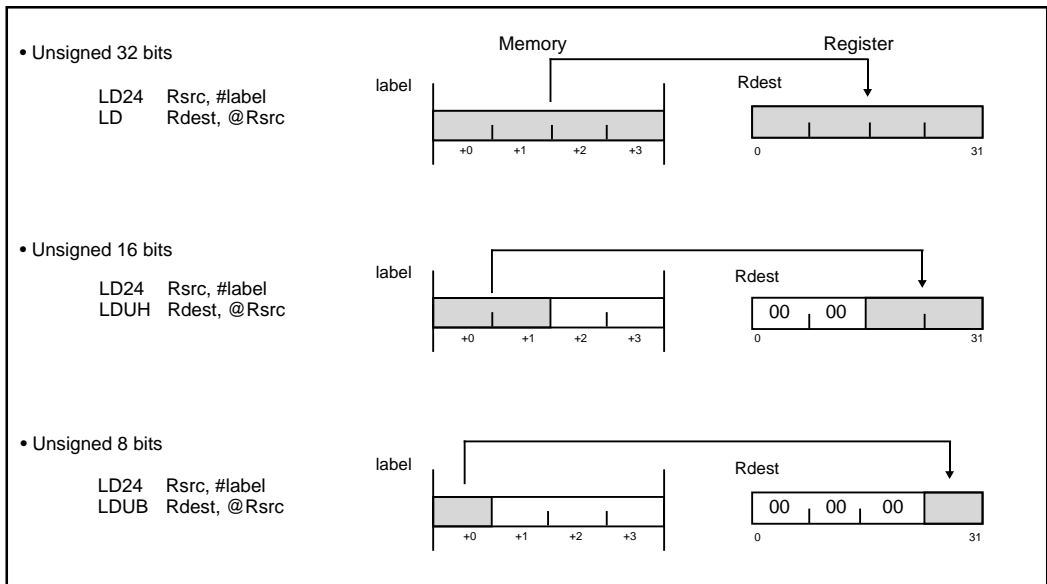 • Unsigned 32 bits
Memory Register
LD24 Rsrc, #label
LD Rdest, @Rsrc
label
Rdest
+0 +1 +2 +3
0 31
• Unsigned 16 bits
LD24 Rsrc, #label
LDUH Rdest, @Rsrc
label
Rdest
00 00
+0 +1 +2 +3
0 31
• Unsigned 8 bits
LD24 Rsrc, #label
LDUB Rdest, @Rsrc
label
Rdest
00 00 00
+0 +1 +2 +3
0 31